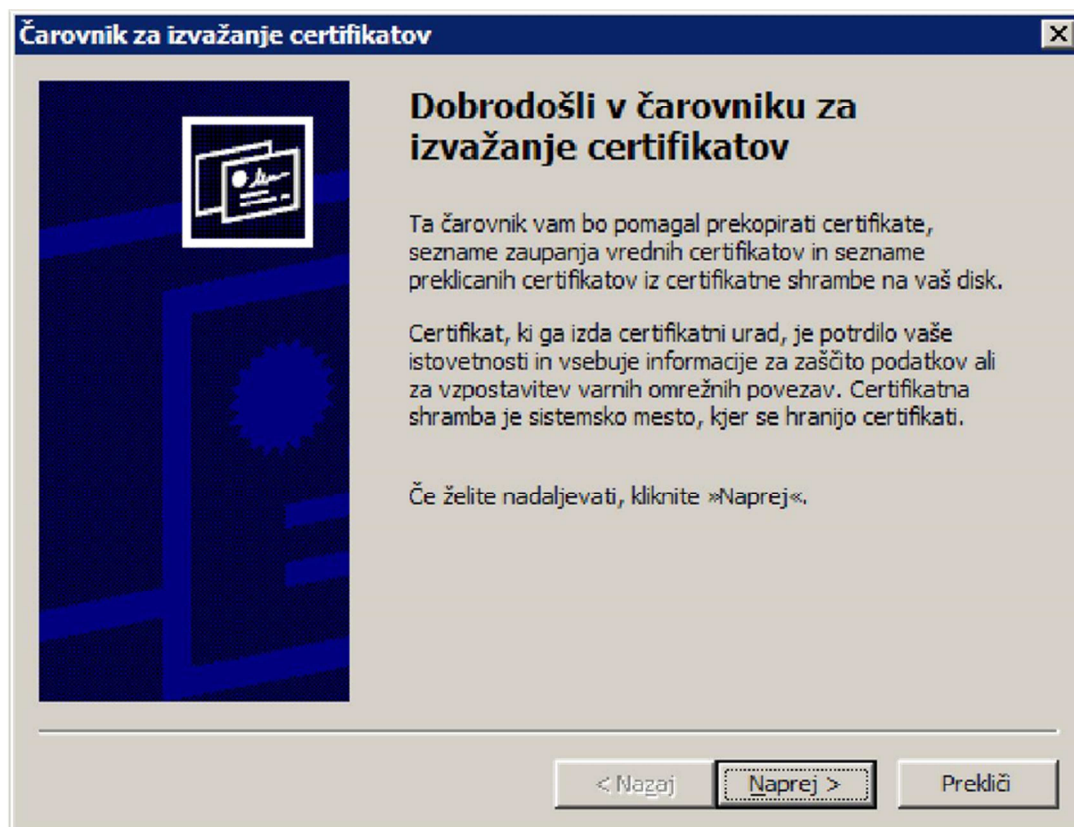 Čarovnik za izvažanje certifikatov
Dobrodošli v čarovniku za
izvažanje certifikatov
Ta čarovnik vam bo pomagal prekopirati certifikate,
sezname zaupanja vrednih certifikatov in sezname
preklicanih certifikatov iz certifikatne shrambe na vaš disk.
Certifikat, ki ga izda certifikatni urad, je potrdilo vaše
istovetnosti in vsebuje informacije za zaščito podatkov ali
za vzpostavitev varnih omrežnih povezav. Certifikatna
shramba je sistemsko mesto, kjer se hranijo certifikati.
Če želite nadaljevati, kliknite »Naprej«.
< Nazaj Naprej > Prekliči